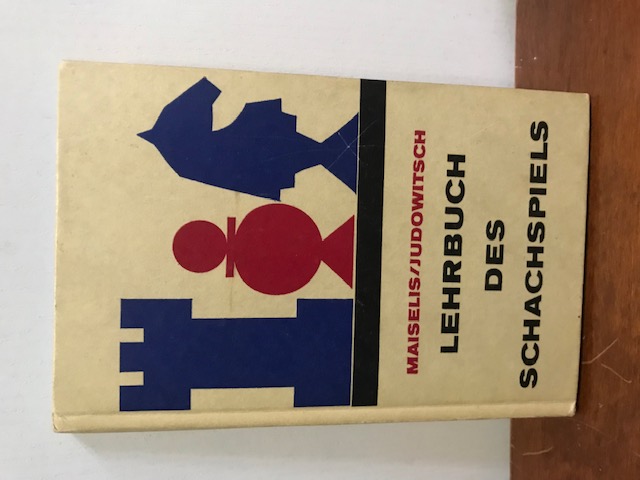 MAISELIS/JUDOWITSCH
LEHRBUCH
DES
SCHACHSPIELS